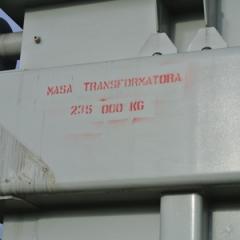 MASA TRANSFORMATORA
235 000 KG